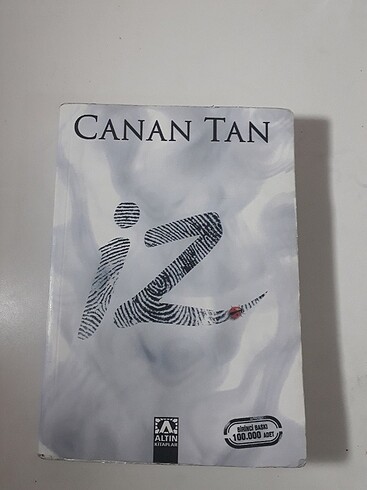 CANAN TAN
iz
ALTIN
KİTAPLAR
BİRİNCİ BASKI
100.000 ADET